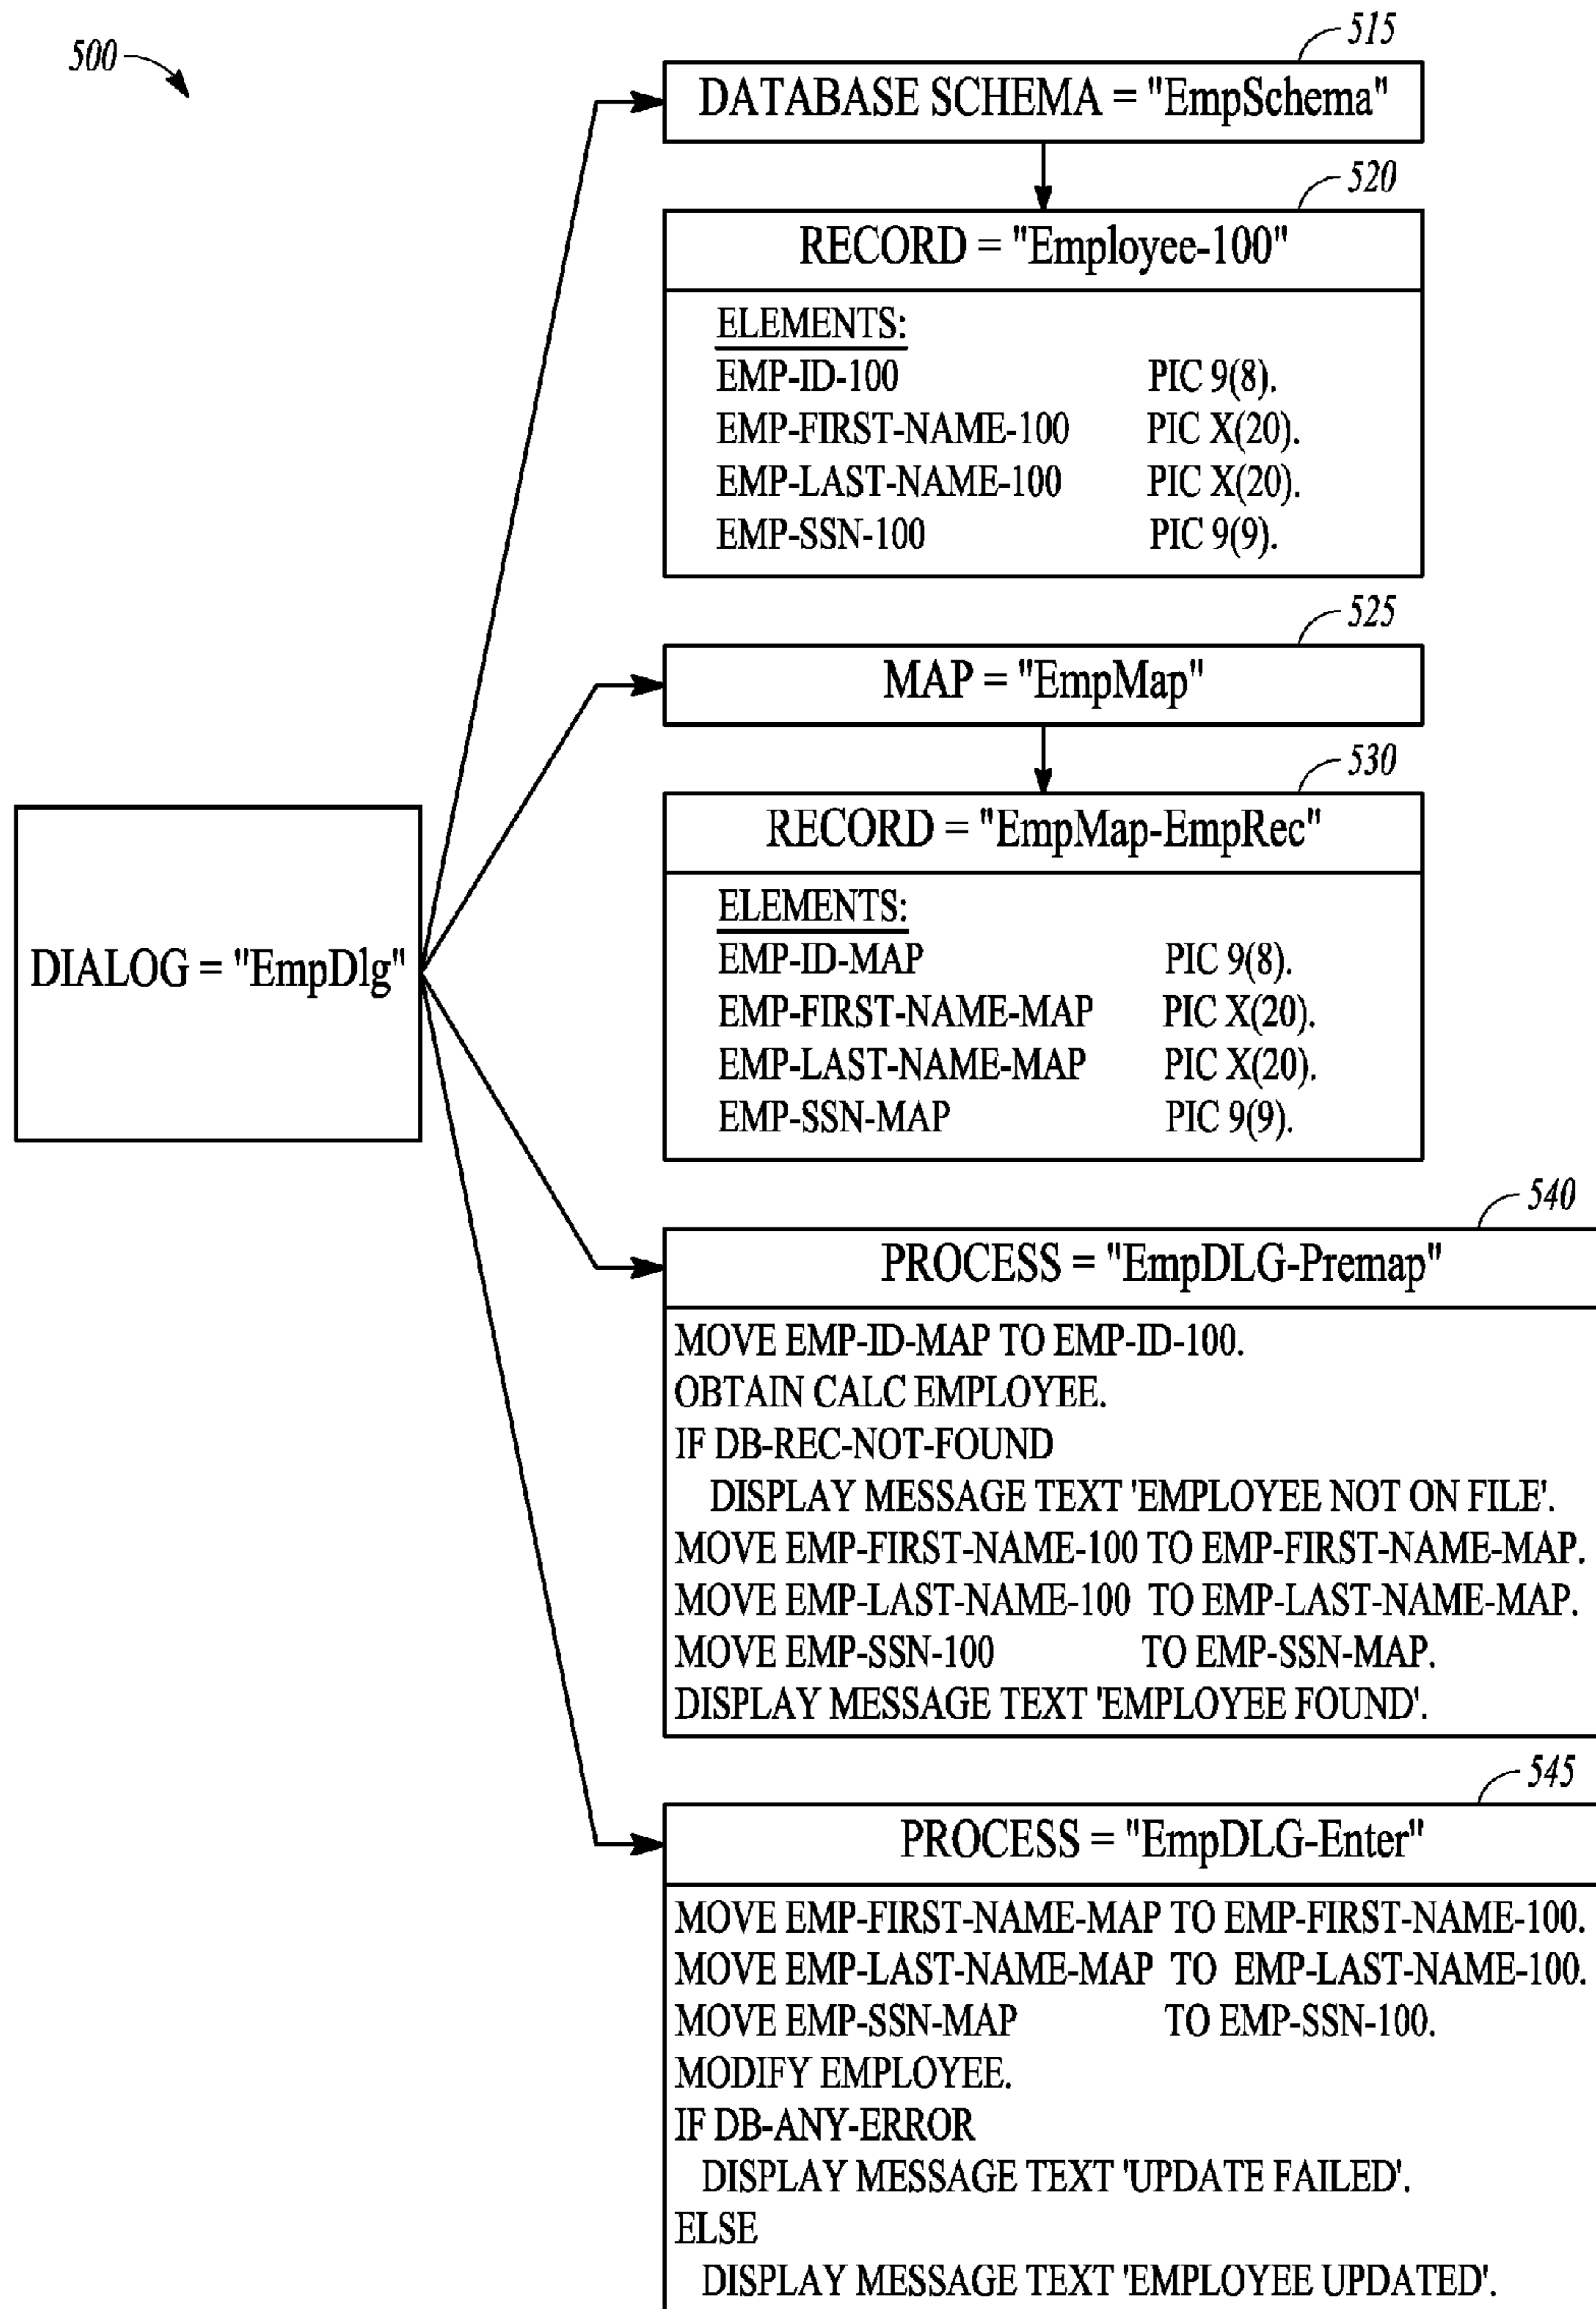 500
515
DATABASE SCHEMA = "EmpSchema"
520
RECORD = "Employee-100"
ELEMENTS:
EMP-ID-100 PIC 9(8).
EMP-FIRST-NAME-100 PIC X(20).
EMP-LAST-NAME-100 PIC X(20).
EMP-SSN-100 PIC 9(9).
525
MAP = "EmpMap"
530
RECORD = "EmpMap-EmpRec"
ELEMENTS:
EMP-ID-MAP PIC 9(8).
EMP-FIRST-NAME-MAP PIC X(20).
EMP-LAST-NAME-MAP PIC X(20).
EMP-SSN-MAP PIC 9(9).
DIALOG = "EmpDlg"
540
PROCESS = "EmpDLG-Premap"
MOVE EMP-ID-MAP TO EMP-ID-100.
OBTAIN CALC EMPLOYEE.
IF DB-REC-NOT-FOUND
DISPLAY MESSAGE TEXT 'EMPLOYEE NOT ON FILE'.
MOVE EMP-FIRST-NAME-100 TO EMP-FIRST-NAME-MAP.
MOVE EMP-LAST-NAME-100 TO EMP-LAST-NAME-MAP.
MOVE EMP-SSN-100 TO EMP-SSN-MAP.
DISPLAY MESSAGE TEXT 'EMPLOYEE FOUND'.
545
PROCESS = "EmpDLG-Enter"
MOVE EMP-FIRST-NAME-MAP TO EMP-FIRST-NAME-100.
MOVE EMP-LAST-NAME-MAP TO EMP-LAST-NAME-100.
MOVE EMP-SSN-MAP TO EMP-SSN-100.
MODIFY EMPLOYEE.
IF DB-ANY-ERROR
DISPLAY MESSAGE TEXT 'UPDATE FAILED'.
ELSE
DISPLAY MESSAGE TEXT 'EMPLOYEE UPDATED'.